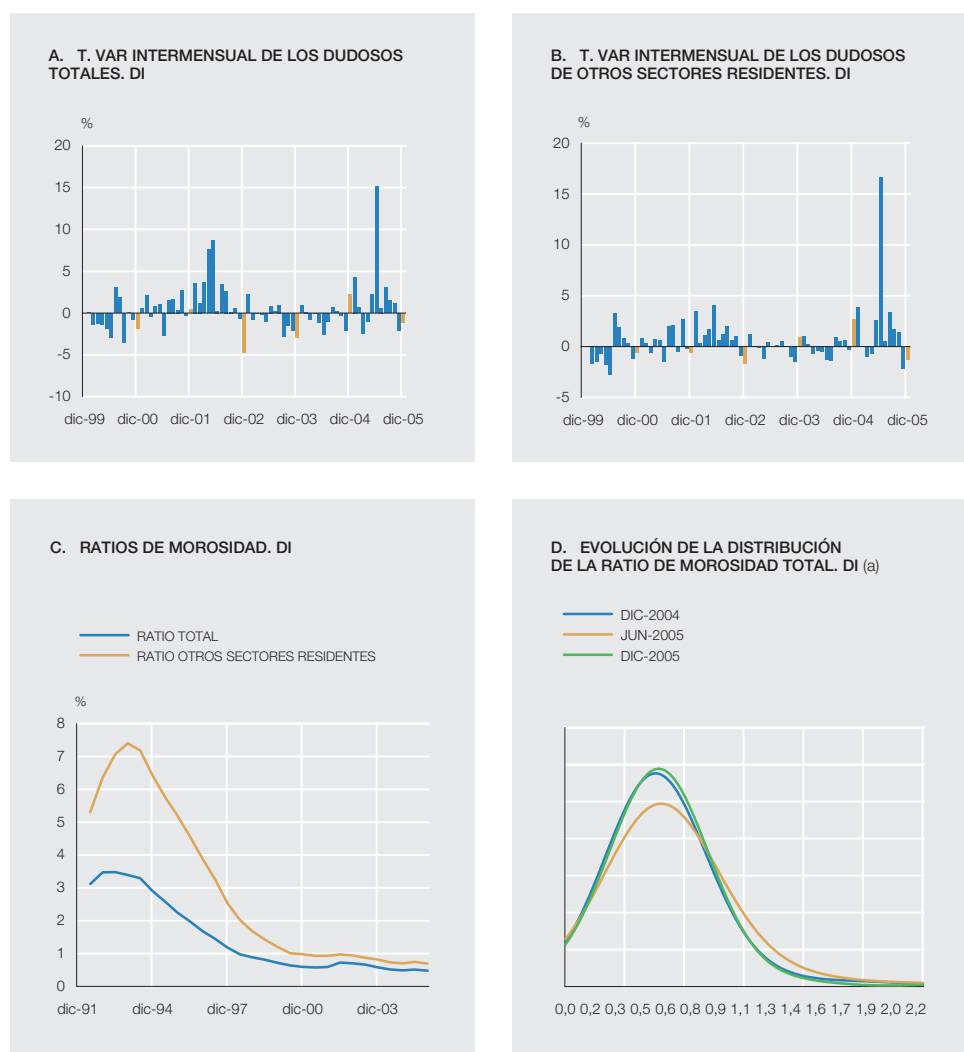 A. T. VAR INTERMENSUAL DE LOS DUDOSOS
TOTALES. DI
%
20
15
10
5
0
-5
-10
dic-99 dic-00 dic-01 dic-02 dic-03 dic-04 dic-05
B. T. VAR INTERMENSUAL DE LOS DUDOSOS
DE OTROS SECTORES RESIDENTES. DI
%
20
15
10
5
0
-5
dic-99 dic-00 dic-01 dic-02 dic-03 dic-04 dic-05
C. RATIOS DE MOROSIDAD. DI
RATIO TOTAL
RATIO OTROS SECTORES RESIDENTES
%
8
7
6
5
4
3
2
1
0
dic-91 dic-94 dic-97 dic-00 dic-03
D. EVOLUCIÓN DE LA DISTRIBUCIÓN
DE LA RATIO DE MOROSIDAD TOTAL. DI (a)
DIC-2004
JUN-2005
DIC-2005
0,0 0,2 0,3 0,5 0,6 0,8 0,9 1,1 1,3 1,4 1,6 1,7 1,9 2,0 2,2